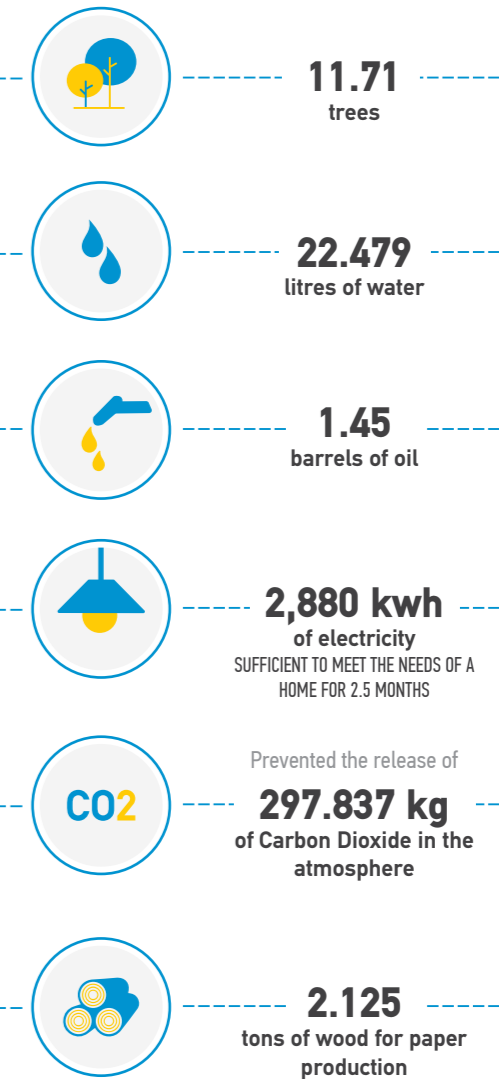 11.71
trees
22.479
litres of water
1.45
barrels of oil
2,880 kwh
of electricity
SUFFICIENT TO MEET THE NEEDS OF A
HOME FOR 2.5 MONTHS
CO2
Prevented the release of
297.837 kg
of Carbon Dioxide in the
atmosphere
2.125
tons of wood for paper
production